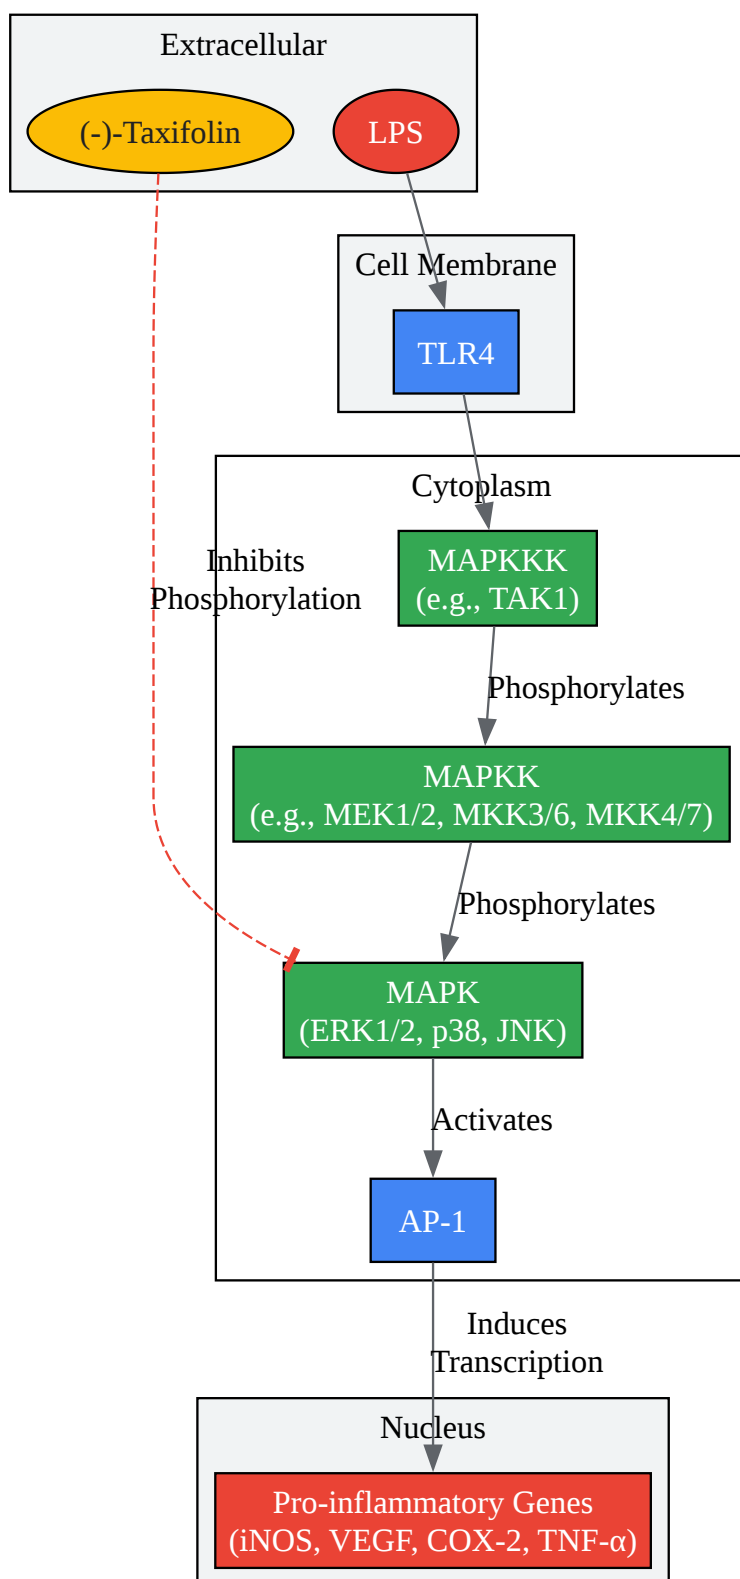 Extracellular
(-)-Taxifolin
LPS
Cell Membrane
TLR4
Cytoplasm
MAPKKK
(e.g., TAK1)
Inhibits
Phosphorylation
Phosphorylates
MAPKK
(e.g., MEK1/2, MKK3/6, MKK4/7)
Phosphorylates
MAPK
(ERK1/2, p38, JNK)
Activates
AP-1
Induces
Transcription
Nucleus
Pro-inflammatory Genes
(iNOS, VEGF, COX-2, TNF-α)